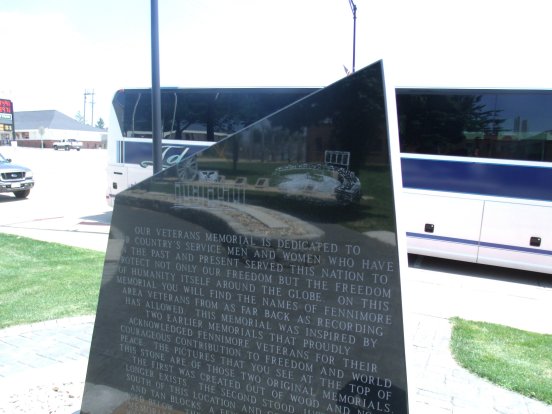 OUR VETERANS MEMORIAL IS DEDICATED TO
COUNTRY'S SERVICE MEN AND WOMEN WHO HAVE
THE PAST AND PRESENT SERVED THIS NATION TO
PROTECT NOT ONLY OUR FREEDOM BUT THE FREEDOM
OF HUMANITY ITSELF AROUND THE GLOBE. ON THIS
MEMORIAL YOU WILL FIND THE NAMES OF FENNIMORE
AREA VETERANS FROM AS FAR BACK AS RECORDING
HAS ALLOWED. THIS MEMORIAL WAS INSPIRED BY
TWO EARLIER MEMORIALS THAT PROUDLY
ACKNOWLEDGED FENNIMORE VETERANS FOR THEIR
COURAGEOUS CONTRIBUTION TO FREEDOM AND WORLD
PEACE. THE PICTURES THAT YOU SEE AT THE TOP OF
THIS STONE ARE OF THOSE TWO ORIGINAL MEMORIALS
THE FIRST WAS CREATED OUT OF WOOD AND NO
LONGER EXISTS. THE SECOND STOOD
SOUTH OF THIS LOCATION AND
TAN BLOCKS